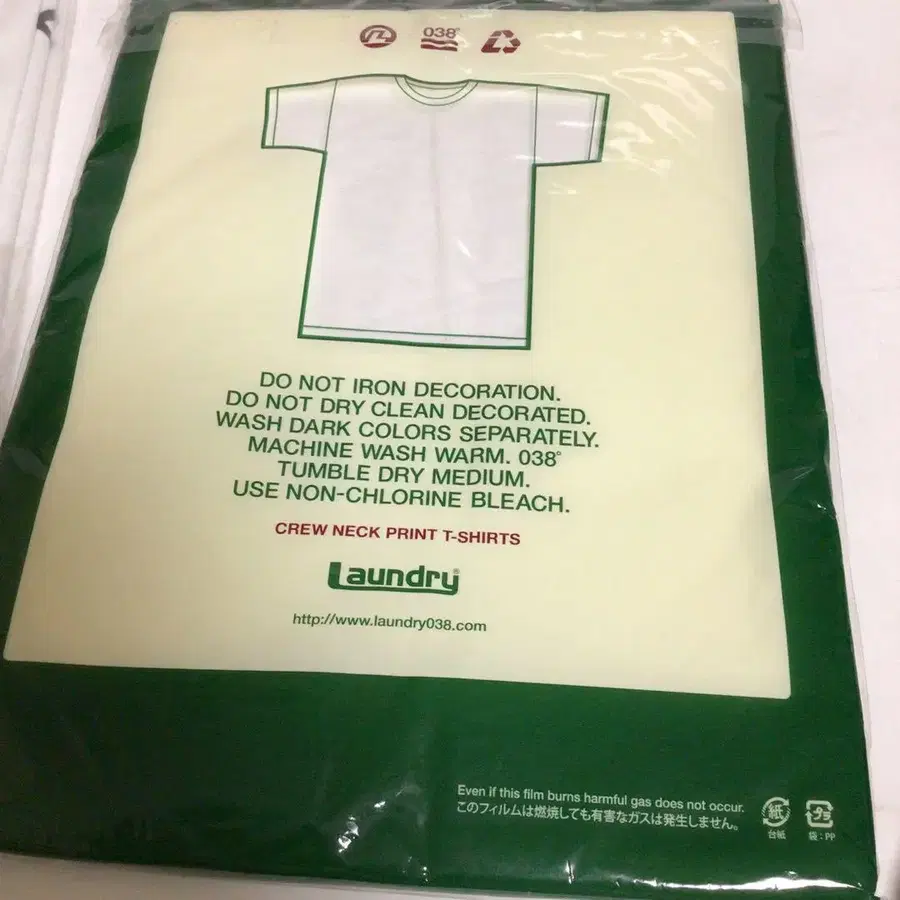 038°
DO NOT IRON DECORATION.
DO NOT DRY CLEAN DECORATED.
WASH DARK COLORS SEPARATELY.
MACHINE WASH WARM. 038°
TUMBLE DRY MEDIUM.
USE NON-CHLORINE BLEACH.
CREW NECK PRINT T-SHIRTS
Laundry®
http://www.laundry038.com
Even if this film burns harmful gas does not occur.
このフィルムは燃焼しても有害なガスは発生しません。
紙
台紙
プラ
袋:PP